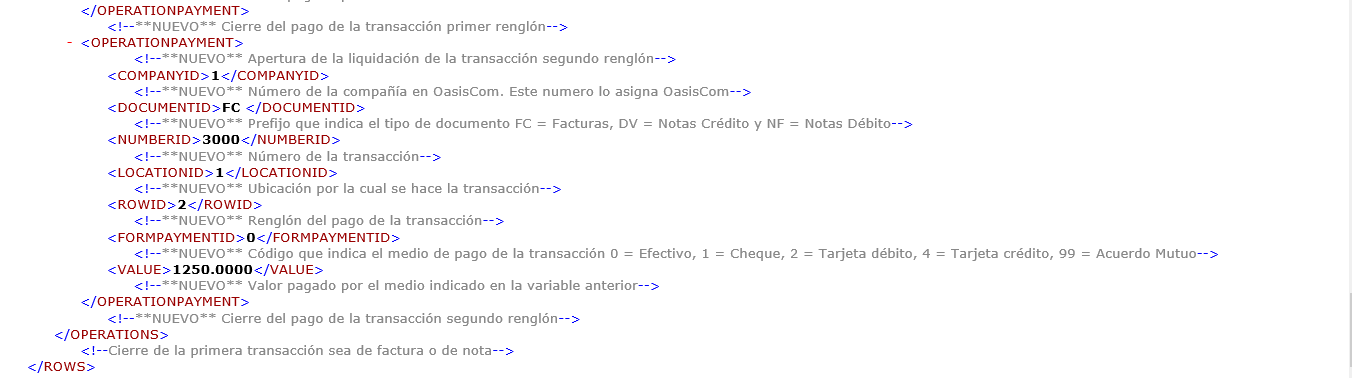 </OPERATIONPAYMENT>
<!--**NUEVO** Cierre del pago de la transacción primer renglón-->
- <OPERATIONPAYMENT>
<!--**NUEVO** Apertura de la liquidación de la transacción segundo renglón-->
<COMPANYID>1</COMPANYID>
<!--**NUEVO** Número de la compañía en OasisCom. Este numero lo asigna OasisCom-->
<DOCUMENTID>FC </DOCUMENTID>
<!--**NUEVO** Prefijo que indica el tipo de documento FC = Facturas, DV = Notas Crédito y NF = Notas Débito-->
<NUMBERID>3000</NUMBERID>
<!--**NUEVO** Número de la transacción-->
<LOCATIONID>1</LOCATIONID>
<!--**NUEVO** Ubicación por la cual se hace la transacción-->
<ROWID>2</ROWID>
<!--**NUEVO** Renglón del pago de la transacción-->
<FORMPAYMENTID>0</FORMPAYMENTID>
<!--**NUEVO** Código que indica el medio de pago de la transacción 0 = Efectivo, 1 = Cheque, 2 = Tarjeta débito, 4 = Tarjeta crédito, 99 = Acuerdo Mutuo-->
<VALUE>1250.0000</VALUE>
<!--**NUEVO** Valor pagado por el medio indicado en la variable anterior-->
</OPERATIONPAYMENT>
<!--**NUEVO** Cierre del pago de la transacción segundo renglón-->
</OPERATIONS>
<!--Cierre de la primera transacción sea de factura o de nota-->
</ROWS>